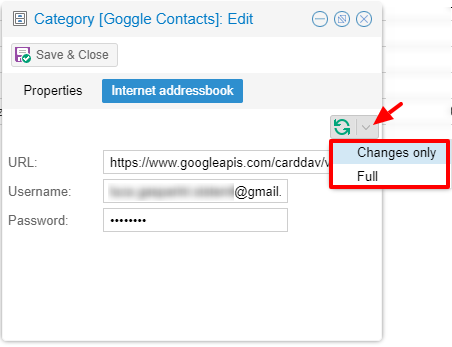 Category [Goggle Contacts]: Edit
Save & Close
Properties
Internet addressbook
Changes only
Full
URL:
https://www.googleapis.com/carddav/v
Username:
@gmail.
Password:
••••••••